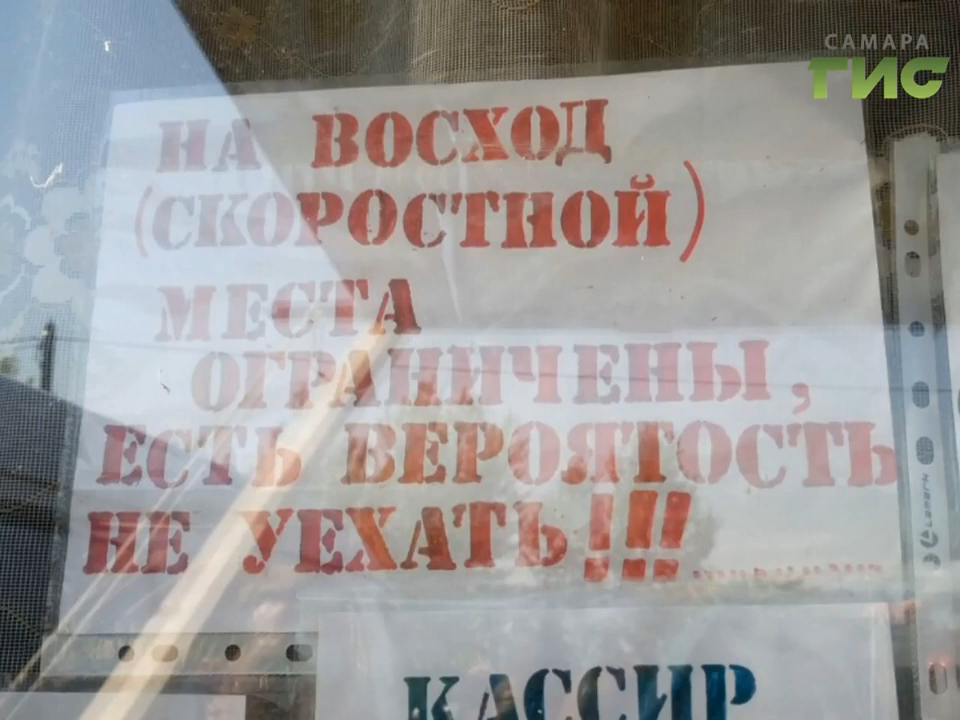 САМАРА
ГИС
НА ВОСХОД
(СКОРОСТНОЙ)
МЕСТА
ОГРАНИЧЕНЫ,
ЕСТЬ ВЕРОЯТОСТЬ
НЕ УЕХАТЬ!!!
КАССИР